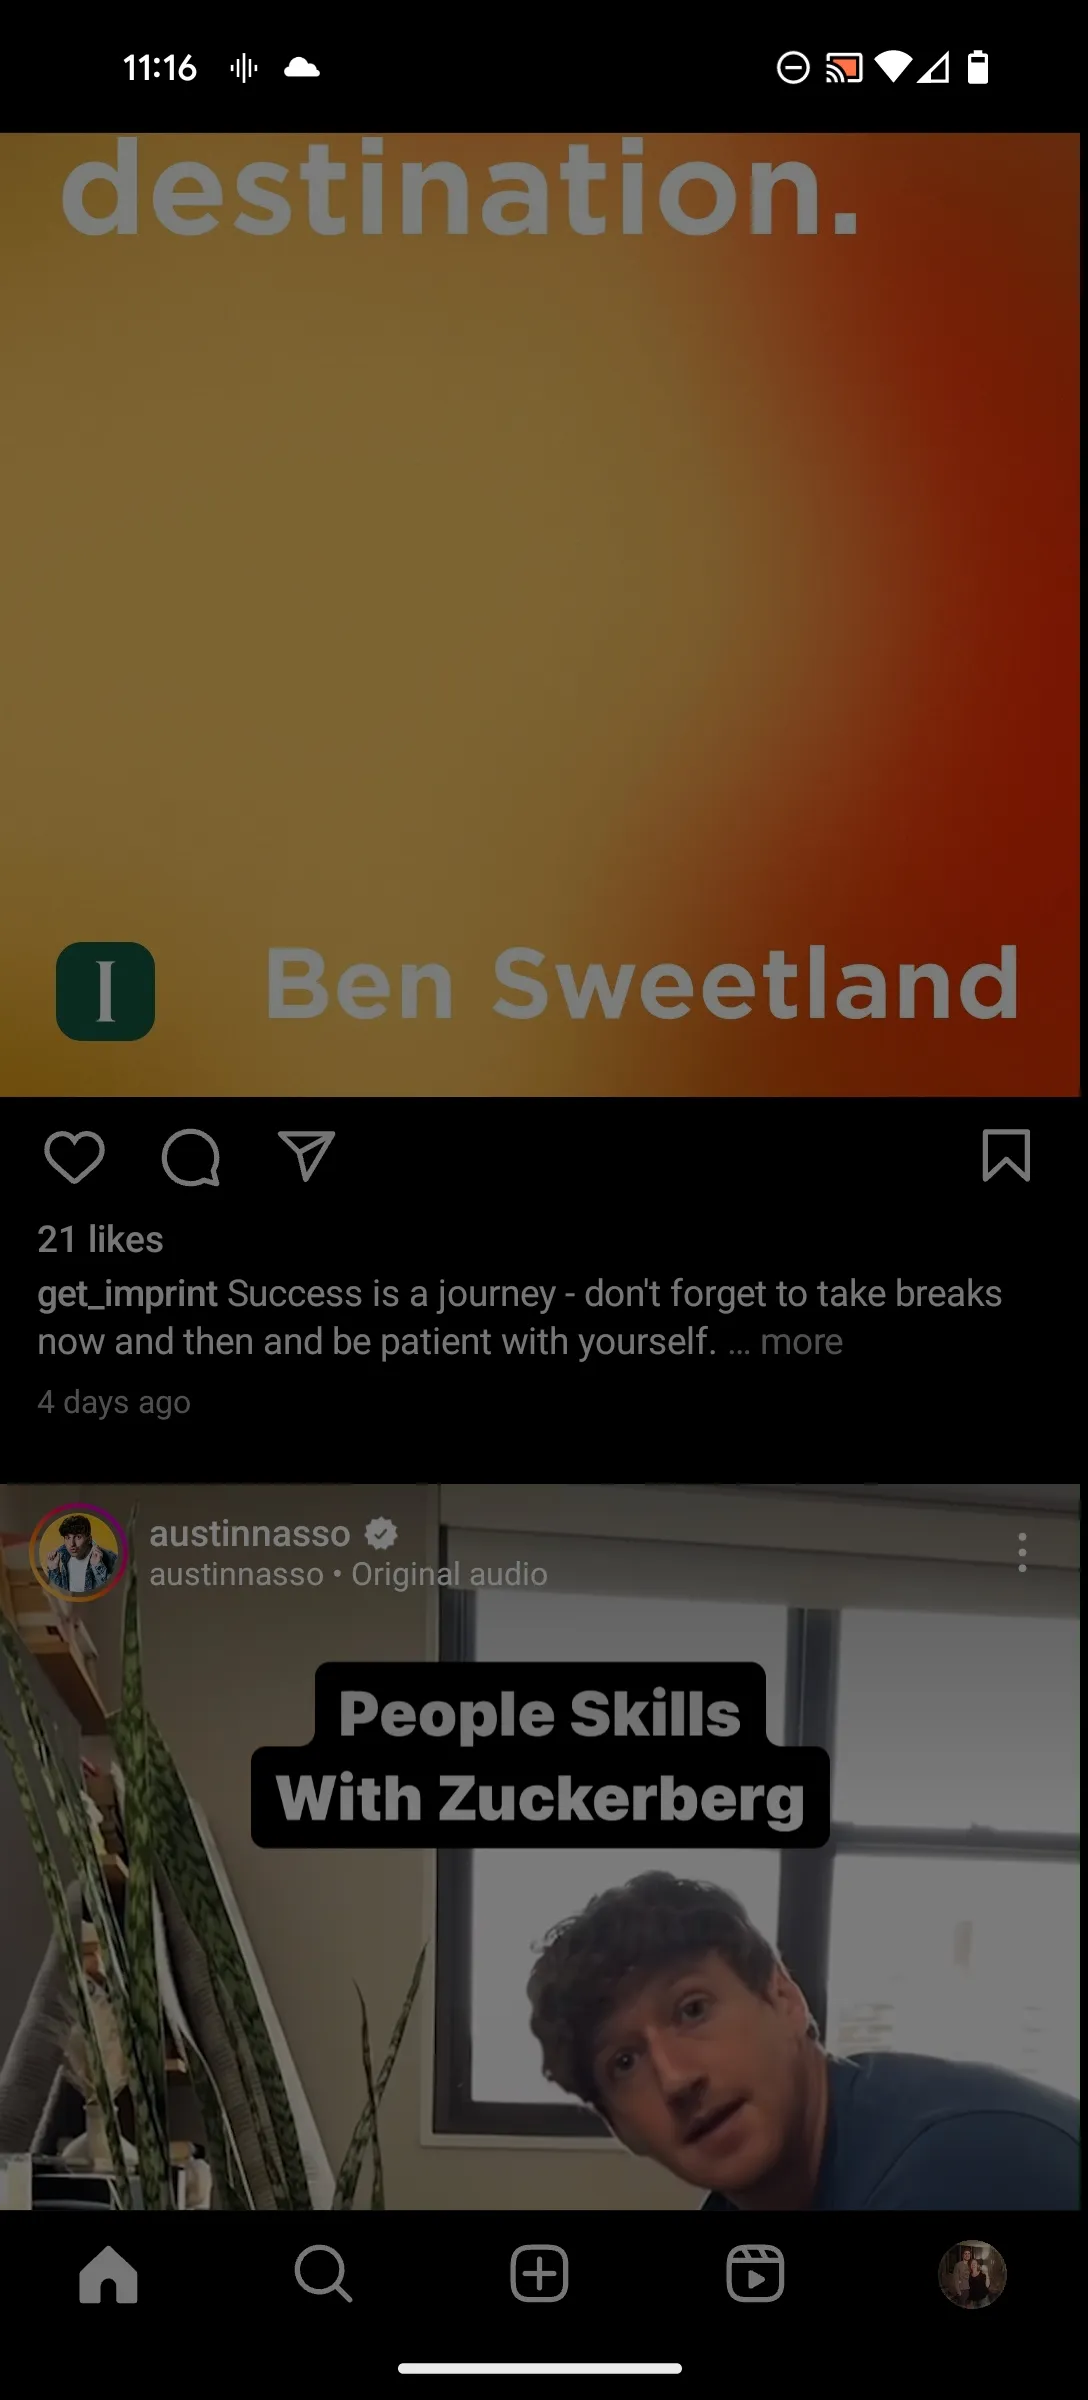 11:16
destination.
I
Ben Sweetland
21 likes
get_imprint Success is a journey - don't forget to take breaks
now and then and be patient with yourself. ... more
4 days ago
austinnasso
austinnasso • Original audio
People Skills
With Zuckerberg